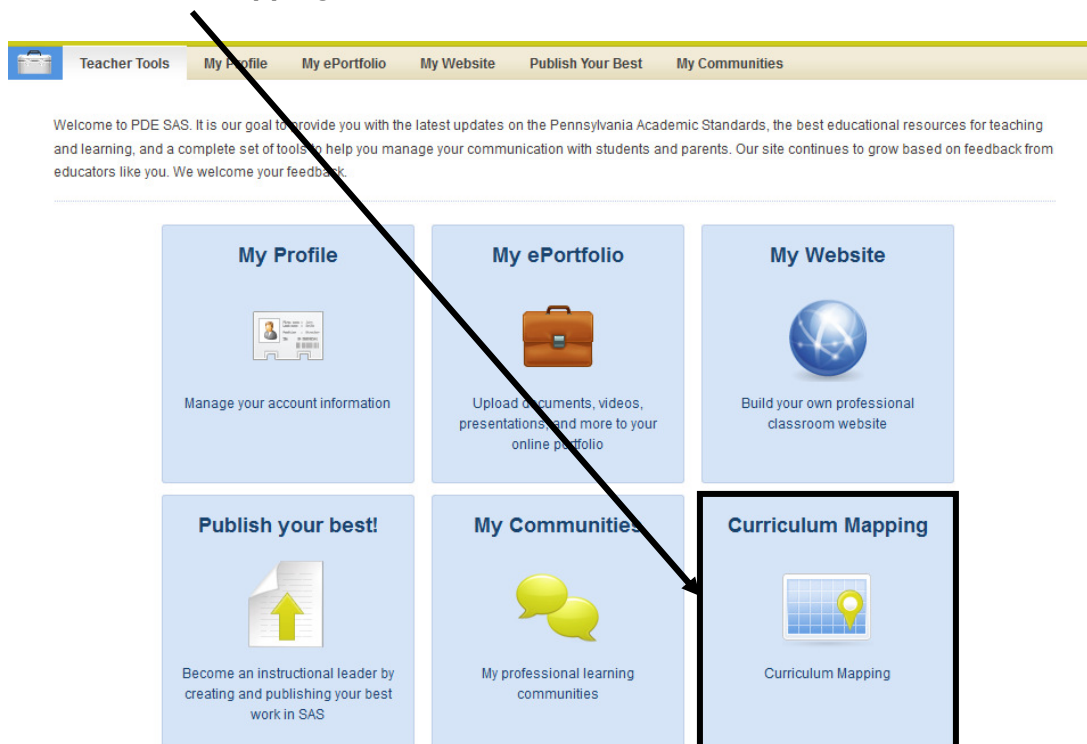 Teacher Tools My Profile My ePortfolio My Website Publish Your Best My Communities
Welcome to PDE SAS. It is our goal to provide you with the latest updates on the Pennsylvania Academic Standards, the best educational resources for teaching
and learning, and a complete set of tools to help you manage your communication with students and parents. Our site continues to grow based on feedback from
educators like you. We welcome your feedback.
My Profile
Manage your account information
My ePortfolio
Upload documents, videos,
presentations, and more to your
online portfolio
My Website
Build your own professional
classroom website
Publish your best!
Become an instructional leader by
creating and publishing your best
work in SAS
My Communities
My professional learning
communities
Curriculum Mapping
Curriculum Mapping